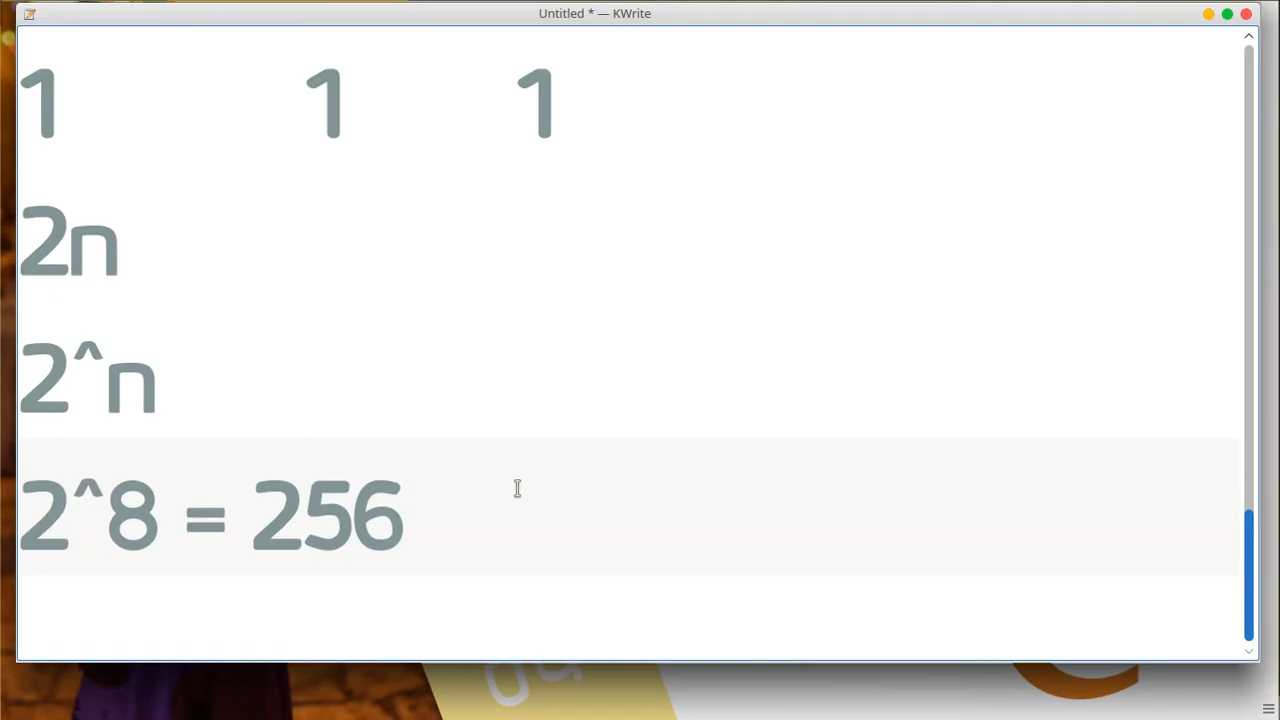 Untitled * — KWrite
1 1 1
2n
2^n
2^8 = 256